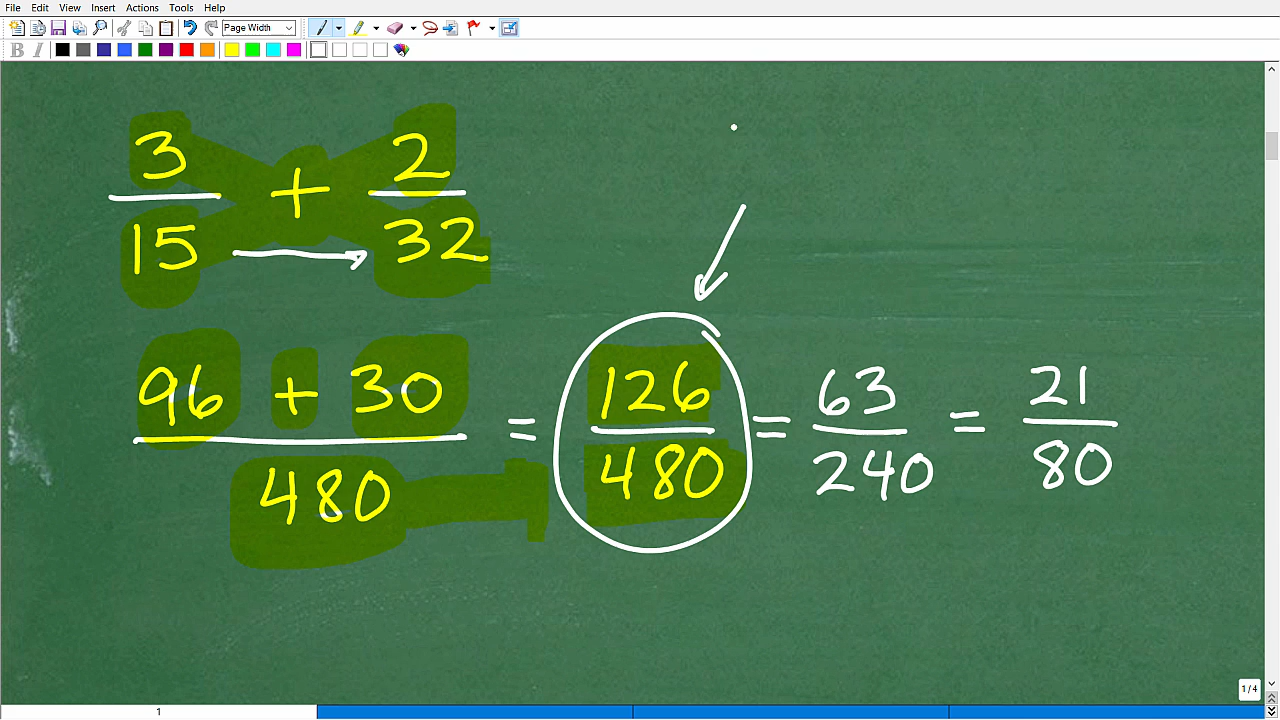 File Edit View Insert Actions Tools Help
Page Width
B I
3/15 + 2/32
96 + 30/480 = 126/480 = 63/240 = 21/80
1/4
1